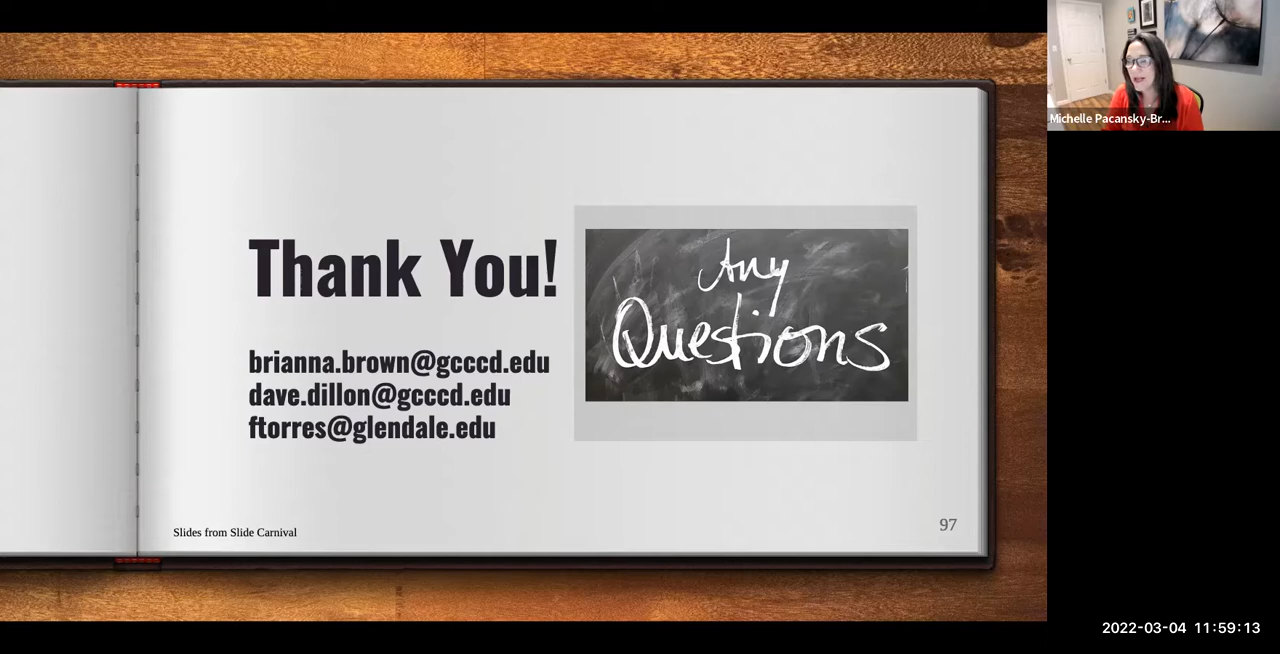 Thank You!
brianna.brown@gcccd.edu
dave.dillon@gcccd.edu
ftorres@glendale.edu
Any
Questions
Slides from Slide Carnival
97
Michelle Pacansky-Br...
2022-03-04 11:59:13